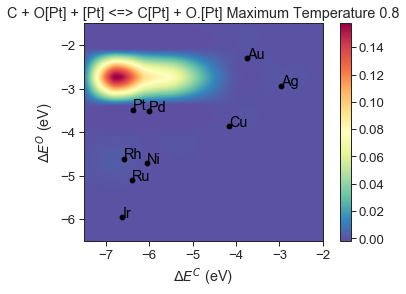 C + O[Pt] + [Pt] <=> C[Pt] + O.[Pt] Maximum Temperature 0.8
−2
−3
−4
−5
−6
ΔE^O (eV)
Au
Ag
Pt
Pd
Cu
Rh
Ni
Ru
Ir
−7
−6
−5
−4
−3
−2
ΔE^C (eV)
0.14
0.12
0.10
0.08
0.06
0.04
0.02
0.00